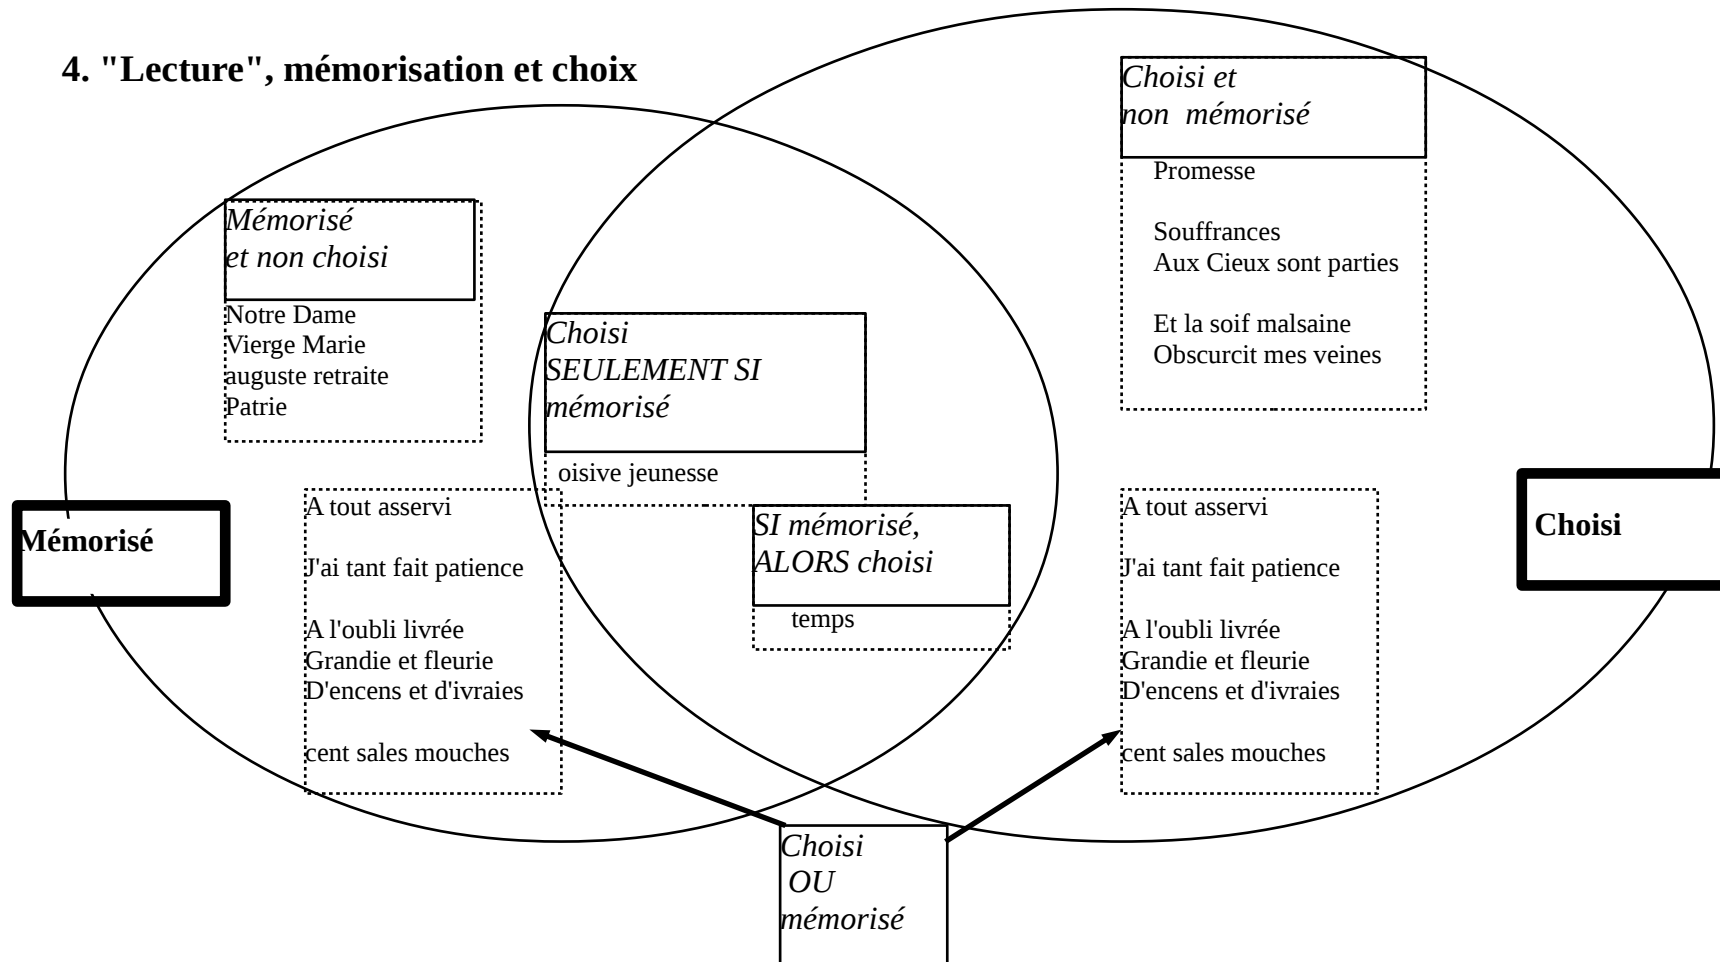 4. "Lecture", mémorisation et choix
Choisi et
non mémorisé
Promesse
Souffrances
Aux Cieux sont parties
Et la soif malsaine
Obscurcit mes veines
Mémorisé
et non choisi
Notre Dame
Vierge Marie
auguste retraite
Patrie
Choisi
SEULEMENT SI
mémorisé
oisive jeunesse
SI mémorisé,
ALORS choisi
temps
Mémorisé
A tout asservi
J'ai tant fait patience
A l'oubli livrée
Grandie et fleurie
D'encens et d'ivraies
cent sales mouches
A tout asservi
J'ai tant fait patience
A l'oubli livrée
Grandie et fleurie
D'encens et d'ivraies
cent sales mouches
Choisi
Choisi
OU
mémorisé